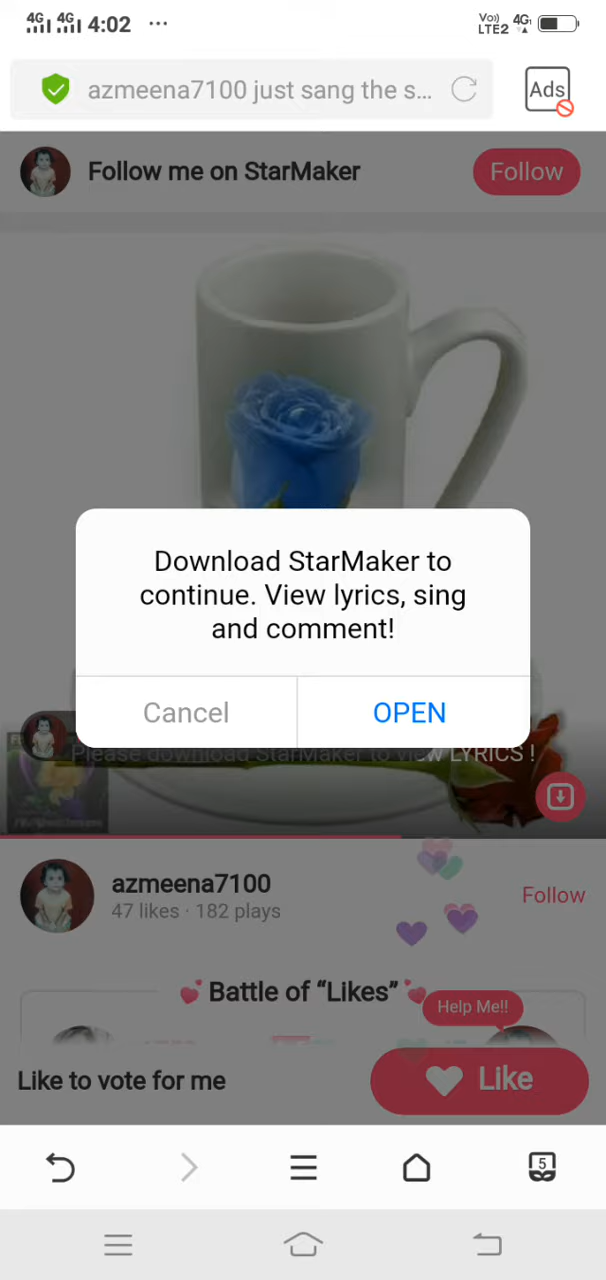 4G 4G 4:02 ...
Vo) LTE2 4G
azmeena7100 just sang the s...
Ads
Follow me on StarMaker
Follow
Download StarMaker to
continue. View lyrics, sing
and comment!
Cancel
OPEN
Please download StarMaker to view LYRICS !
azmeena7100
47 likes · 182 plays
Follow
💕 Battle of “Likes” 💕
Help Me!!
Like to vote for me
Like
5